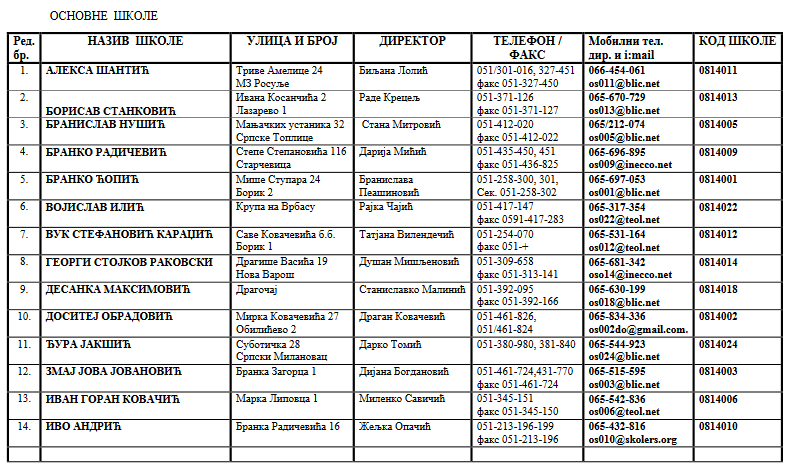 ОСНОВНЕ ШКОЛЕ
Ред. бр. НАЗИВ ШКОЛЕ УЛИЦА И БРОЈ ДИРЕКТОР ТЕЛЕФОН / ФАКС Мобилни тел. дир. и i:mail КОД ШКОЛЕ
1. АЛЕКСА ШАНТИЋ Триве Амелице 24 Биљана Лолић 051/301-016, 327-451 066-454-061 0814011
МЗ Росуље факс 051-327-450 os011@blic.net
2. Ивана Косанчића 2 Раде Крецељ 051-371-126 065-670-729 0814013
БОРИСАВ СТАНКОВИЋ Лазарево 1 факс 051-371-127 os013@blic.net
3. БРАНИСЛАВ НУШИЋ Мањачких устаника 32 Стана Митровић 051-412-020 065/212-074 0814005
Српске Топлице факс 051-412-022 os005@blic.net
4. БРАНКО РАДИЧЕВИЋ Степе Степановића 116 Дарија Мићић 051-435-450, 451 065-696-895 0814009
Старчевица факс 051-436-825 os009@inecco.net
5. БРАНКО ЋОПИЋ Мише Ступара 24 Бранислава 051-258-300, 301, 065-697-053 0814001
Борик 2 Пеашиновић Сек. 051-258-302 os001@blic.net
6. ВОЈИСЛАВ ИЛИЋ Крупа на Врбасу Рајка Чајић 051-417-147 065-317-354 0814022
факс 0591-417-283 os022@teol.net
7. ВУК СТЕФАНОВИЋ КАРАЏИЋ Саве Ковачевића б.б. Татјана Вилендечић 051-254-070 065-531-164 0814012
Борик 1 факс 051-+ os012@teol.net
8. ГЕОРГИ СТОЈКОВ РАКОВСКИ Драгише Васића 19 Душан Мишљеновић 051-309-658 065-681-342 0814014
Нова Варош факс 051-313-141 oso14@inecco.net
9. ДЕСАНКА МАКСИМОВИЋ Драгочај Станиславко Малинић 051-392-095 065-630-199 0814018
факс 051-392-166 os018@blic.net
10. ДОСИТЕЈ ОБРАДОВИЋ Мирка Ковачевића 27 Драган Ковачевић 051-461-826, 065-834-336 0814002
Обилићево 2 051/461-824 os002do@gmail.com.
11. ЂУРА ЈАКШИЋ Суботичка 28 Дарко Томић 051-380-980, 381-840 065-544-923 0814024
Српски Милановац os024@blic.net
12. ЗМАЈ ЈОВА ЈОВАНОВИЋ Бранка Загорца 1 Дијана Богдановић 051-461-724,431-770 065-515-595 0814003
факс 051-461-724 os003@blic.net
13. ИВАН ГОРАН КОВАЧИЋ Марка Липовца 1 Миленко Савичић 051-345-151 065-542-836 0814006
факс 051-345-150 os006@teol.net
14. ИВО АНДРИЋ Бранка Радичевића 16 Жељка Опачић 051-213-196-199 065-432-816 0814010
факс 051-213-196 os010@skolers.org